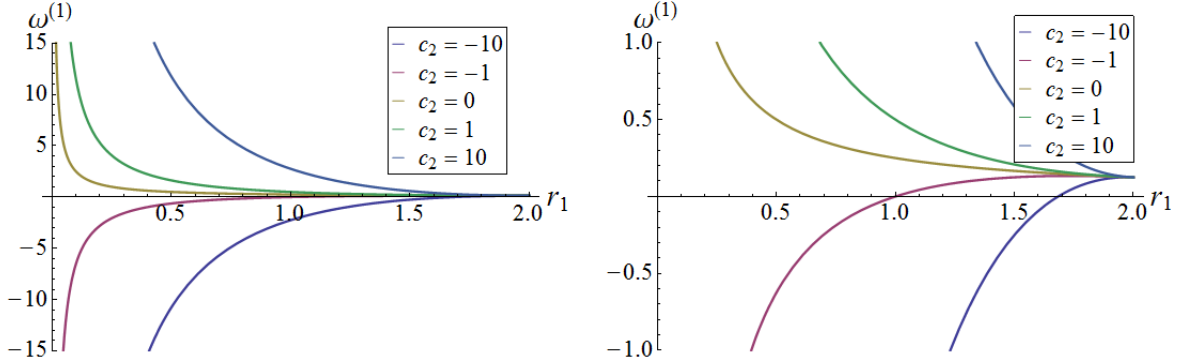 ω(1)
15
10
5
−5
−10
−15
0.5
1.0
1.5
2.0
r1
c2 = −10
c2 = −1
c2 = 0
c2 = 1
c2 = 10
ω(1)
1.0
0.5
−0.5
−1.0
0.5
1.0
1.5
2.0
r1
c2 = −10
c2 = −1
c2 = 0
c2 = 1
c2 = 10